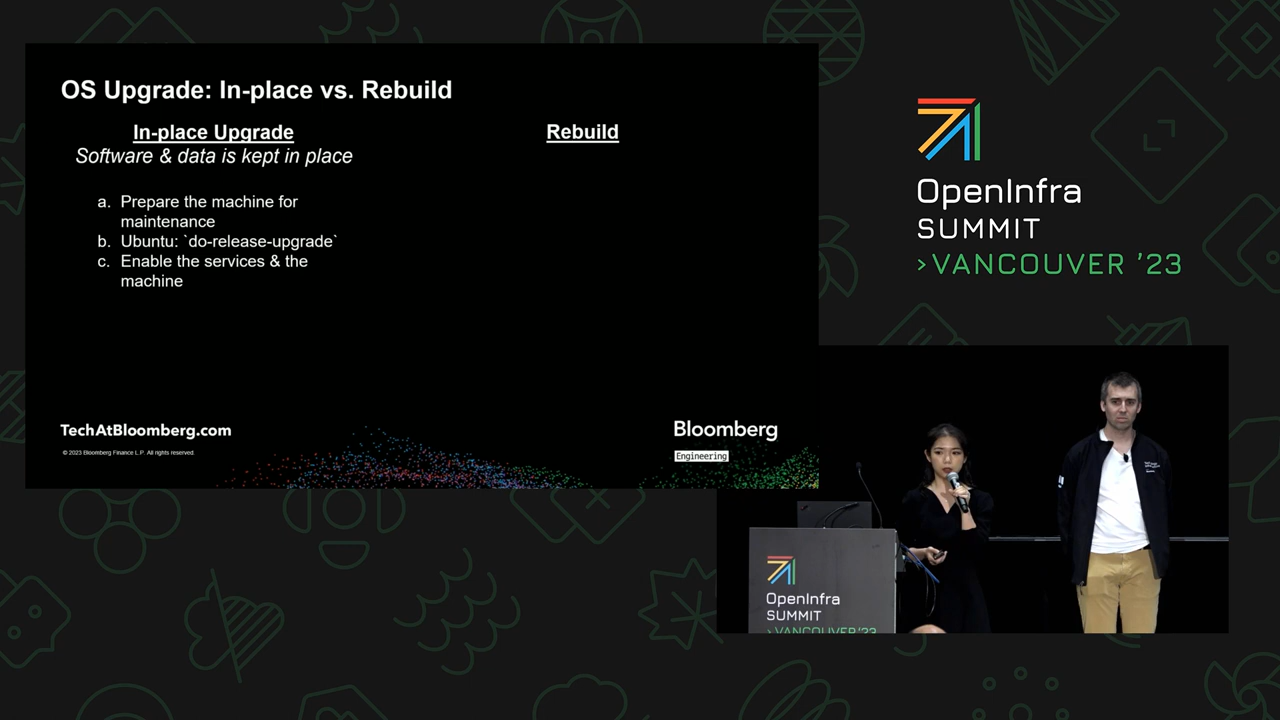 OS Upgrade: In-place vs. Rebuild
In-place Upgrade
Software & data is kept in place
a. Prepare the machine for
maintenance
b. Ubuntu: `do-release-upgrade`
c. Enable the services & the
machine
Rebuild
TechAtBloomberg.com
© 2023 Bloomberg Finance L.P. All rights reserved.
Bloomberg
Engineering
OpenInfra
SUMMIT
>VANCOUVER ’23
OpenInfra
SUMMIT
>VANCOUVER ’23